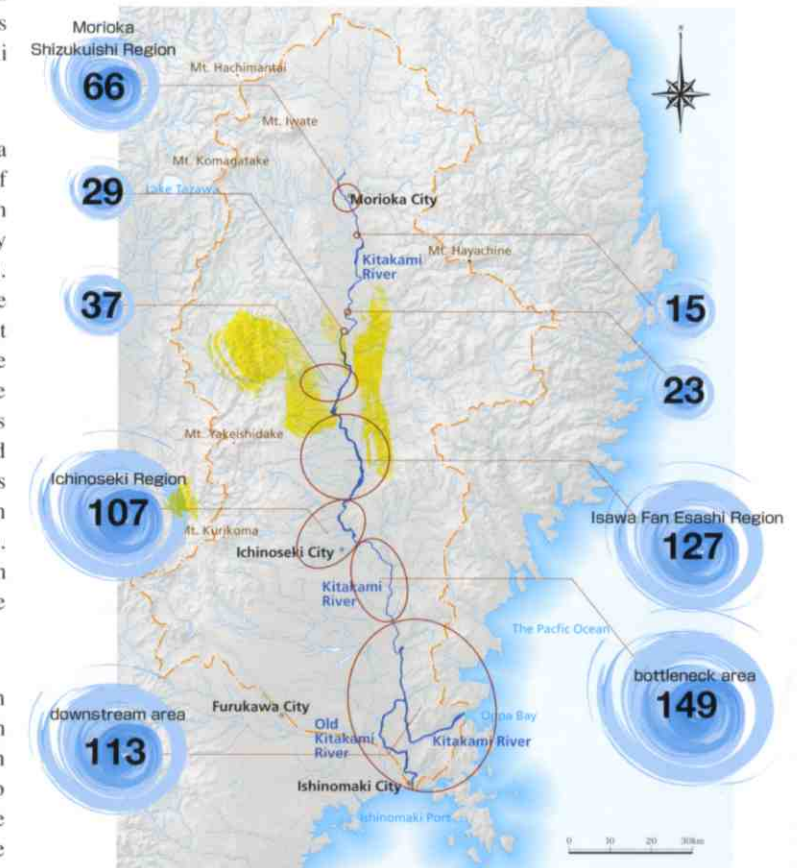 Morioka
Shizukuishi Region
66
Mt. Hachimantai
Mt. Iwate
Mt. Komagatake
29
Lake Tazawa
Morioka City
Mt. Hayachine
Kitakami
River
37
15
23
Mt. Yakeishidake
Ichinoseki Region
107
Mt. Kurikoma
Isawa Fan Esashi Region
127
Ichinoseki City
Kitakami
River
The Pacfic Ocean
bottleneck area
149
downstream area
113
Furukawa City
Old
Kitakami
River
Oppa Bay
Kitakami River
Ishinomaki City
Ishinomaki Port
0 10 20 30km